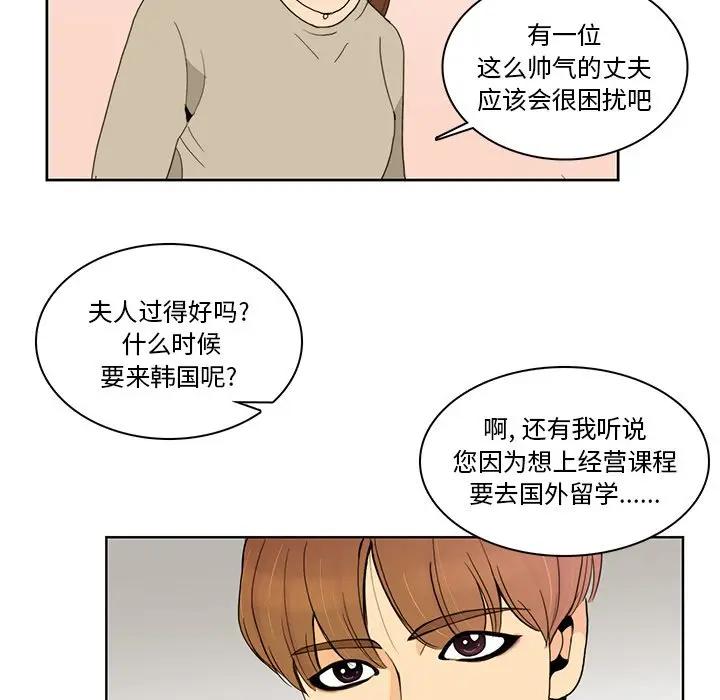 有一位
这么帅气的丈夫
应该会很困扰吧
夫人过得好吗?
什么时候
要来韩国呢?
啊, 还有我听说
您因为想上经营课程
要去国外留学......